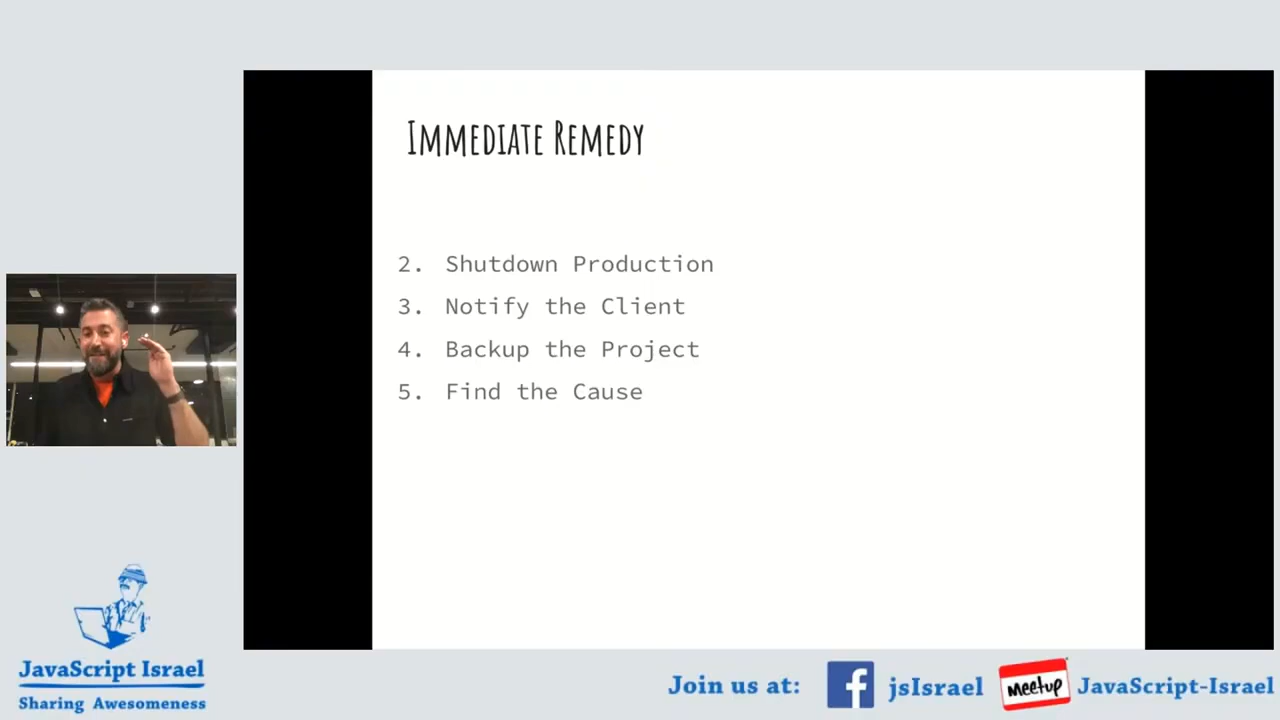 Immediate Remedy
2. Shutdown Production
3. Notify the Client
4. Backup the Project
5. Find the Cause
JavaScript Israel
Sharing Awesomeness
Join us at:
f
jsIsrael
meetup
JavaScript-Israel